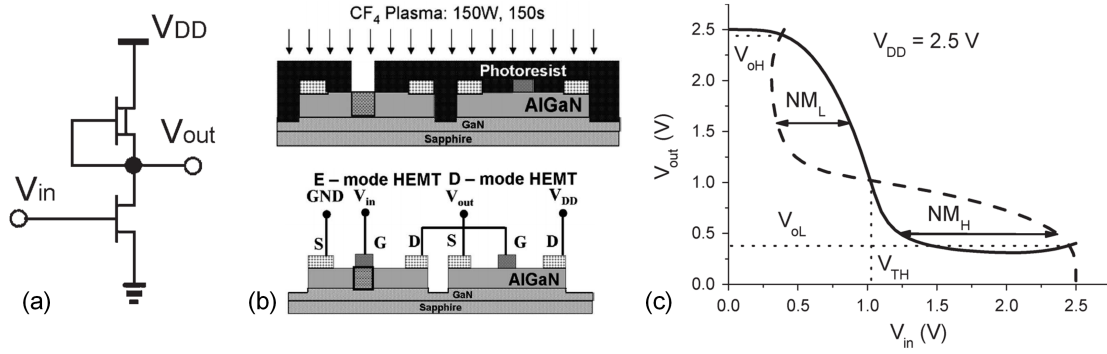 VDD
Vout
Vin
(a)
CF4 Plasma: 150W, 150s
Photoresist
AlGaN
GaN
Sapphire
E – mode HEMT D – mode HEMT
GND Vin Vout VDD
S G D S G D
AlGaN
GaN
Sapphire
(b)
VDD = 2.5 V
VoH
NML
NMH
VoL
VTH
Vout (V)
2.5
2.0
1.5
1.0
0.5
0.0
0.0 0.5 1.0 1.5 2.0 2.5
Vin (V)
(c)